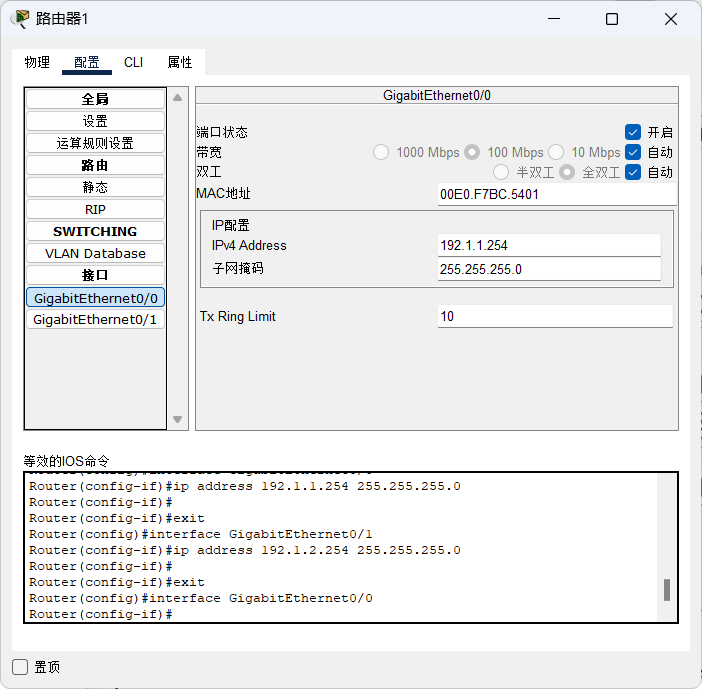 路由器1
物理 配置 CLI 属性
全局
设置
运算规则设置
路由
静态
RIP
SWITCHING
VLAN Database
接口
GigabitEthernet0/0
GigabitEthernet0/1
GigabitEthernet0/0
端口状态 开启
带宽 1000 Mbps 100 Mbps 10 Mbps 自动
双工 半双工 全双工 自动
MAC地址 00E0.F7BC.5401
IP配置
IPv4 Address 192.1.1.254
子网掩码 255.255.255.0
Tx Ring Limit 10
等效的IOS命令
Router(config)#interface GigabitEthernet0/0
Router(config-if)#ip address 192.1.1.254 255.255.255.0
Router(config-if)#
Router(config-if)#exit
Router(config)#interface GigabitEthernet0/1
Router(config-if)#ip address 192.1.2.254 255.255.255.0
Router(config-if)#
Router(config-if)#exit
Router(config)#interface GigabitEthernet0/0
Router(config-if)#
置顶